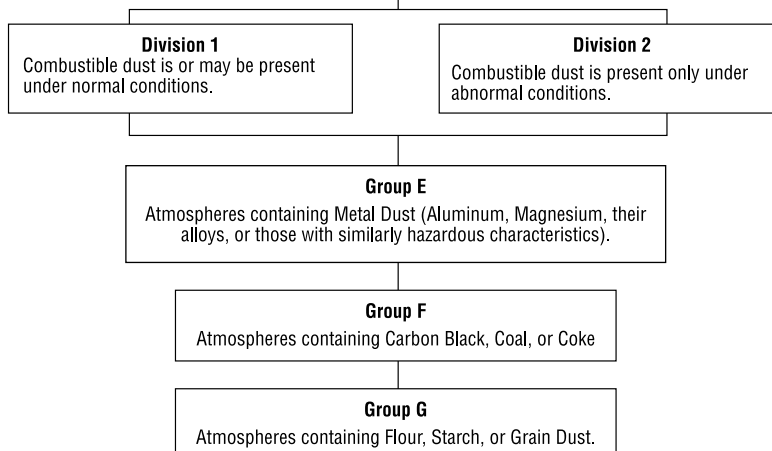 Division 1
Combustible dust is or may be present
under normal conditions.
Division 2
Combustible dust is present only under
abnormal conditions.
Group E
Atmospheres containing Metal Dust (Aluminum, Magnesium, their
alloys, or those with similarly hazardous characteristics).
Group F
Atmospheres containing Carbon Black, Coal, or Coke
Group G
Atmospheres containing Flour, Starch, or Grain Dust.